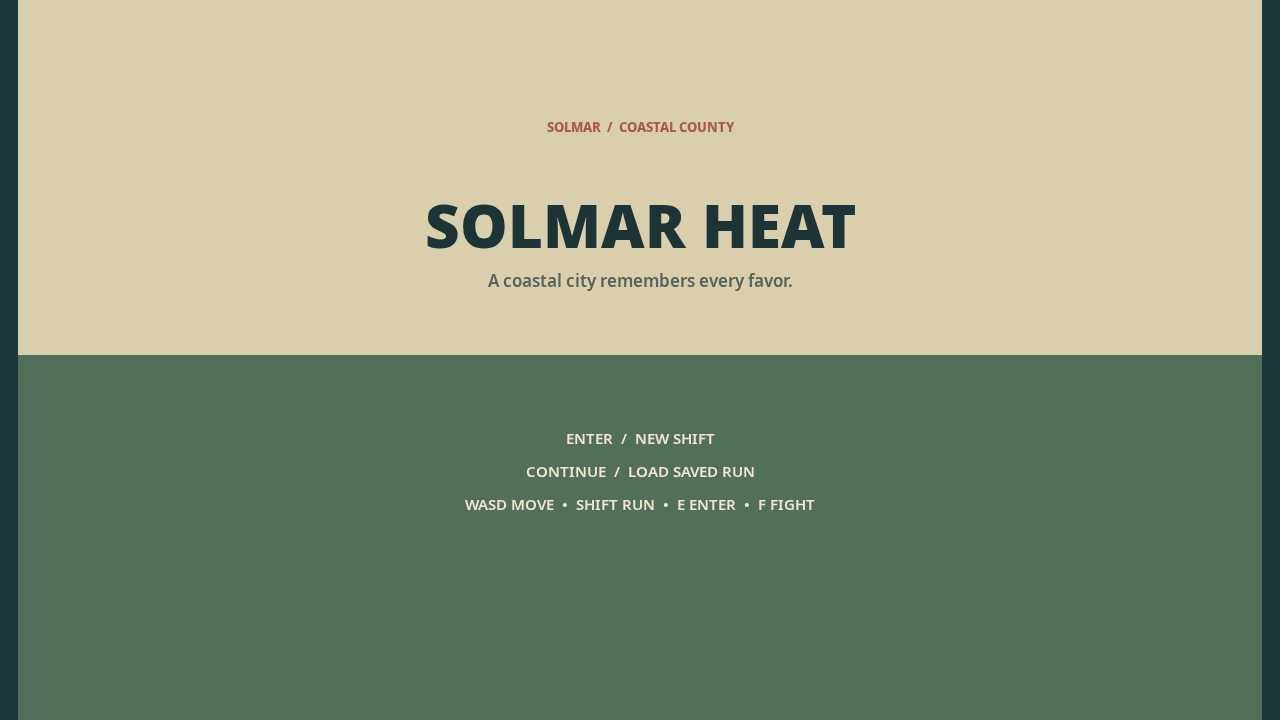 SOLMAR / COASTAL COUNTY
SOLMAR HEAT
A coastal city remembers every favor.
ENTER / NEW SHIFT
CONTINUE / LOAD SAVED RUN
WASD MOVE • SHIFT RUN • E ENTER • F FIGHT